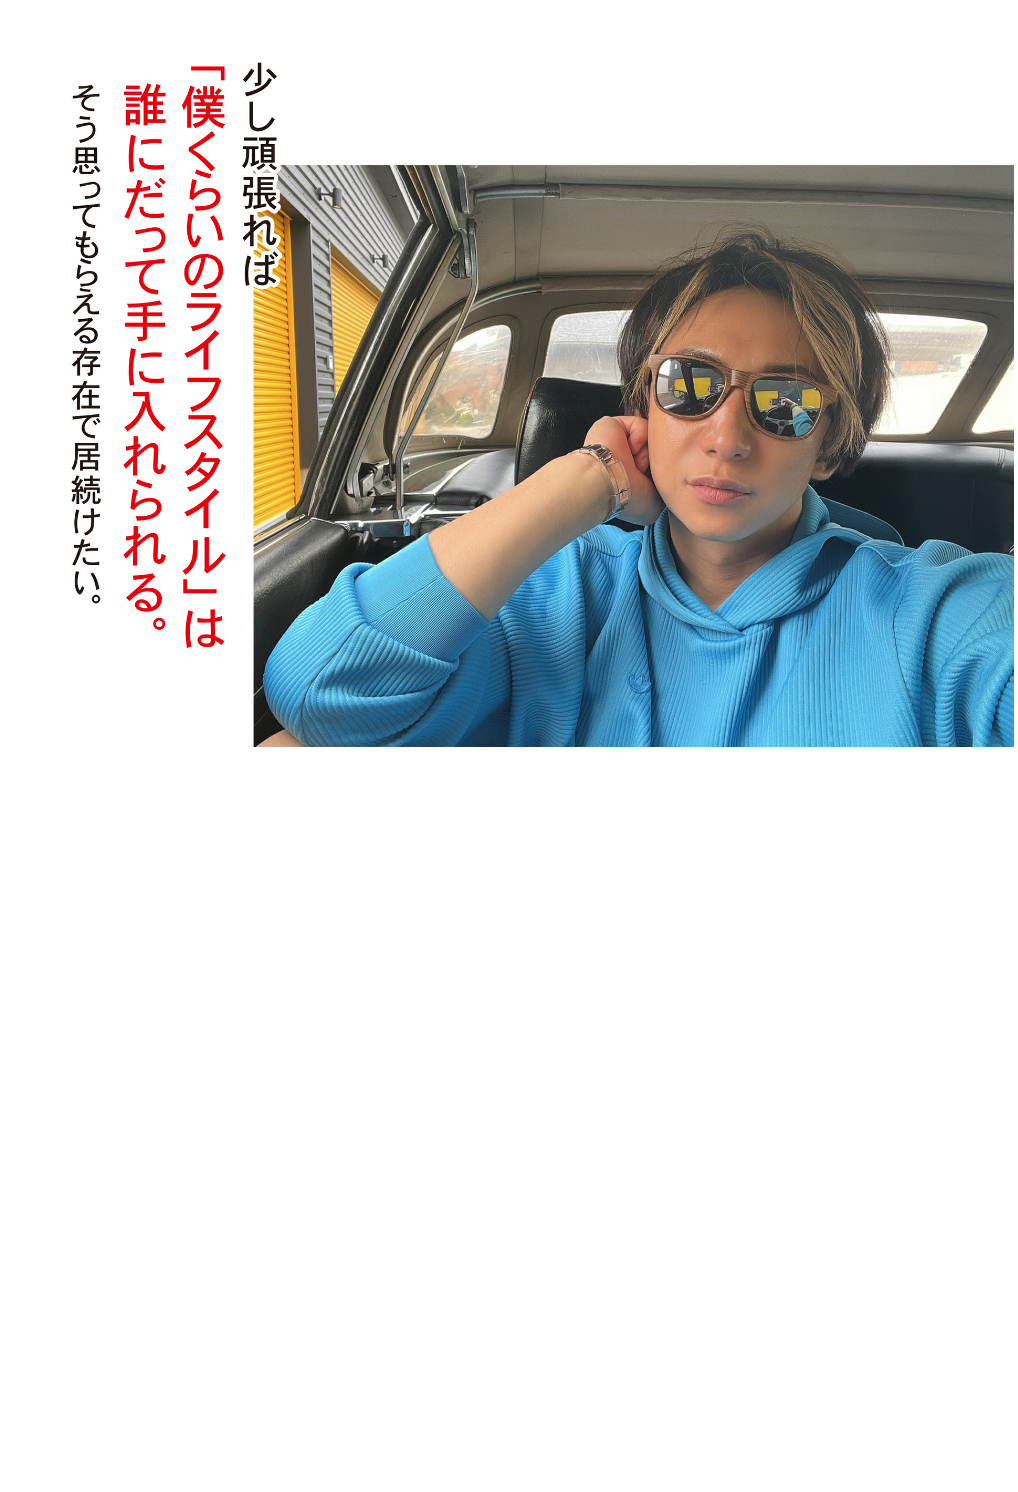 少し頑張れば
「僕くらいのライフスタイル」は
誰にだって手に入れられる。
そう思ってもらえる存在で居続けたい。